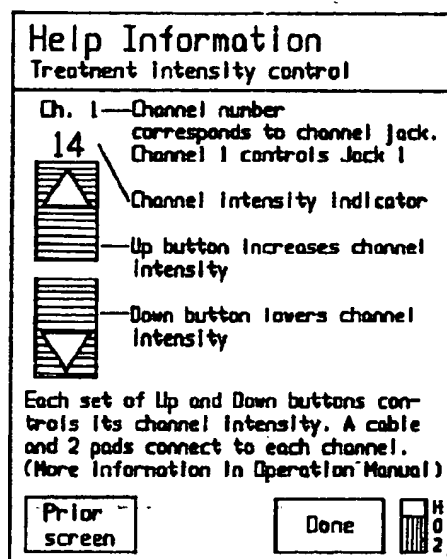 Help Information
Treatment intensity control
Ch. 1
Channel number
corresponds to channel jack.
Channel 1 controls Jack 1
14
Channel intensity indicator
Up button increases channel
intensity
Down button lowers channel
intensity
Each set of Up and Down buttons con-
trols its channel intensity. A cable
and 2 pads connect to each channel.
(More information in Operation Manual)
Prior
screen
Done
H
0
2